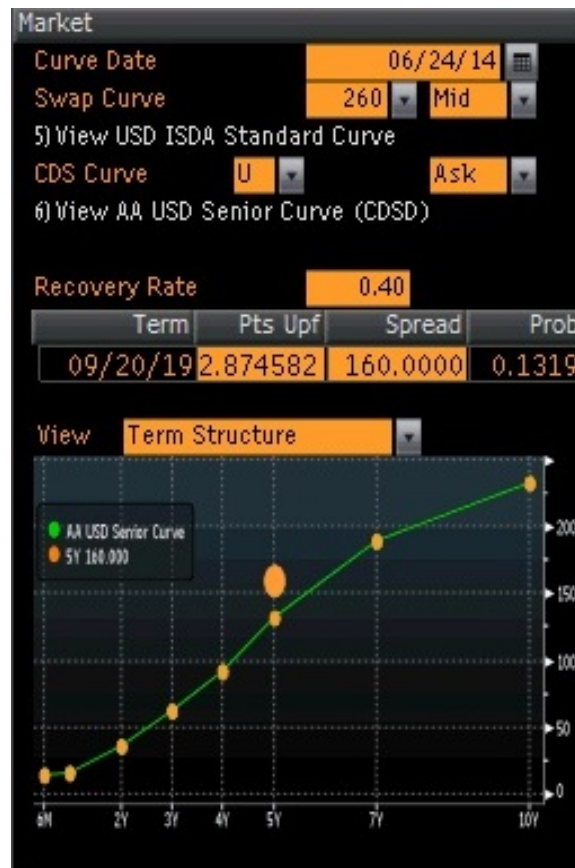 Market
Curve Date 06/24/14
Swap Curve 260 Mid
5) View USD ISDA Standard Curve
CDS Curve U Ask
6) View AA USD Senior Curve (CDSD)
Recovery Rate 0.40
Term Pts Upf Spread Prob
09/20/19 2.874582 160.0000 0.1319
View Term Structure
AA USD Senior Curve
5Y 160.000
200
150
100
50
0
6M 2Y 3Y 4Y 5Y 7Y 10Y